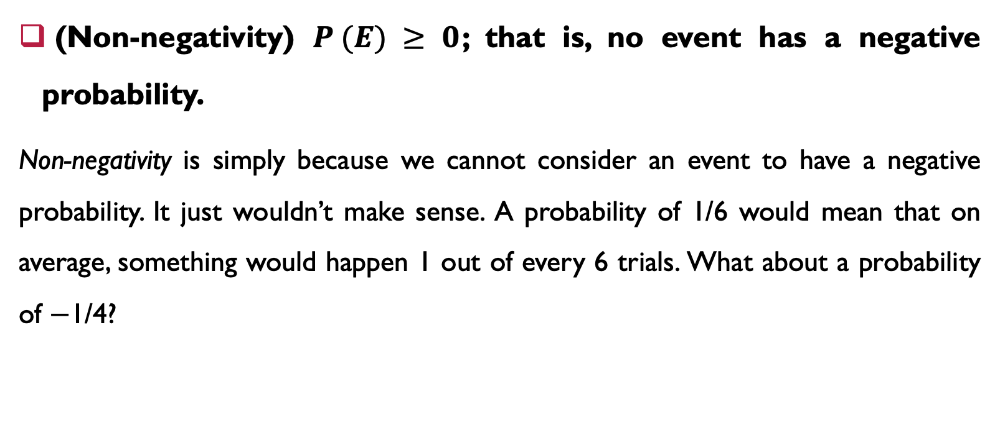 ❑ (Non-negativity) P (E) ≥ 0; that is, no event has a negative
probability.
Non-negativity is simply because we cannot consider an event to have a negative
probability. It just wouldn’t make sense. A probability of 1/6 would mean that on
average, something would happen 1 out of every 6 trials. What about a probability
of −1/4?